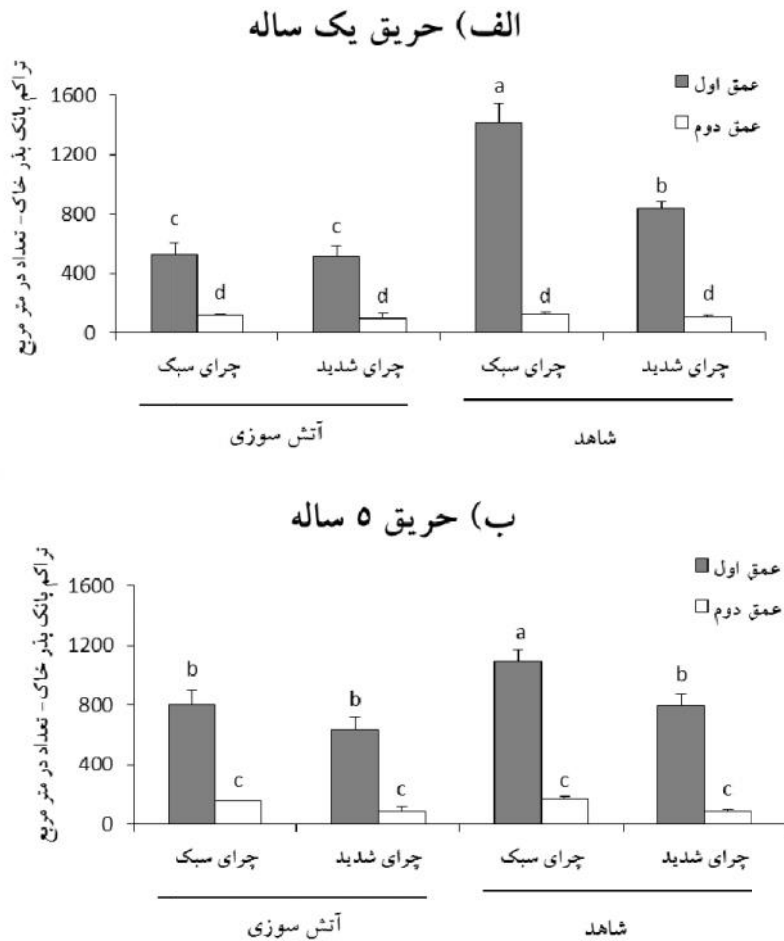 الف) حریق یک ساله
تراکم بانک بذر خاک - تعداد در متر مربع
1600
1200
800
400
0
عمق اول
عمق دوم
c
d
c
d
a
d
b
d
چرای سبک
چرای شدید
چرای سبک
چرای شدید
آتش سوزی
شاهد
ب) حریق ۵ ساله
تراکم بانک بذر خاک - تعداد در متر مربع
1600
1200
800
400
0
عمق اول
عمق دوم
b
c
b
c
a
c
b
c
چرای سبک
چرای شدید
چرای سبک
چرای شدید
آتش سوزی
شاهد